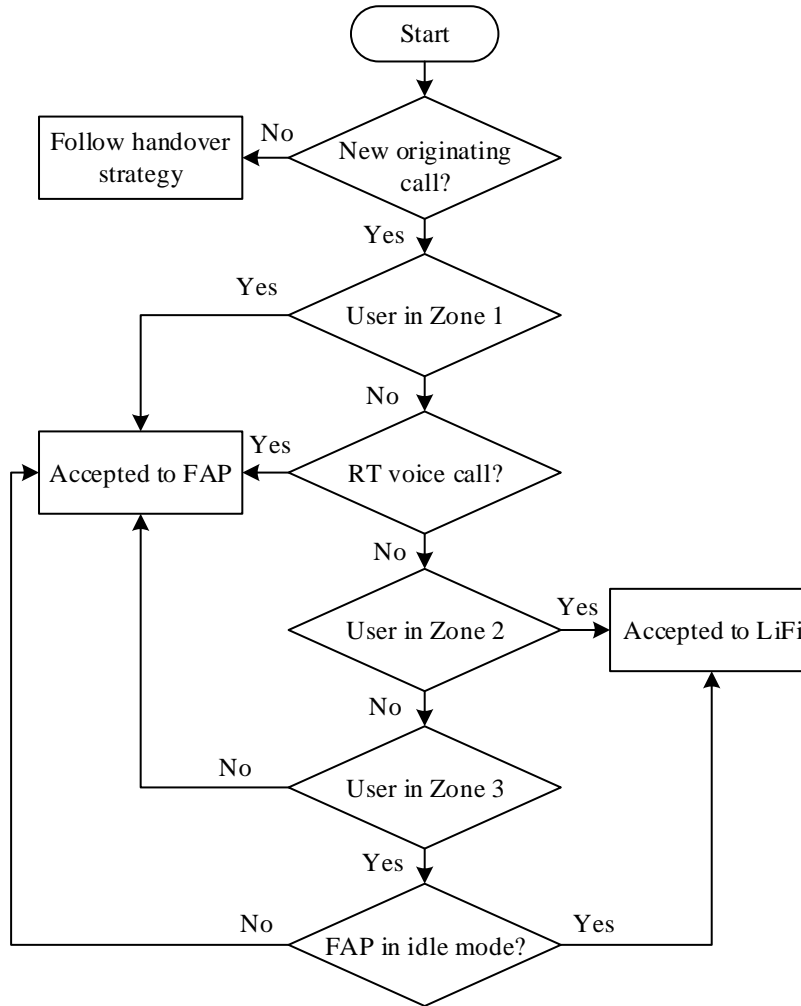 Start
No
Follow handover
strategy
New originating
call?
Yes
Yes
User in Zone 1
No
Accepted to FAP
Yes
RT voice call?
No
User in Zone 2
Yes
Accepted to LiFi
No
No
User in Zone 3
Yes
No
FAP in idle mode?
Yes